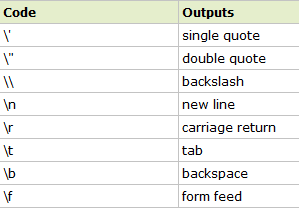 Code Outputs
\' single quote
\" double quote
\\ backslash
\n new line
\r carriage return
\t tab
\b backspace
\f form feed